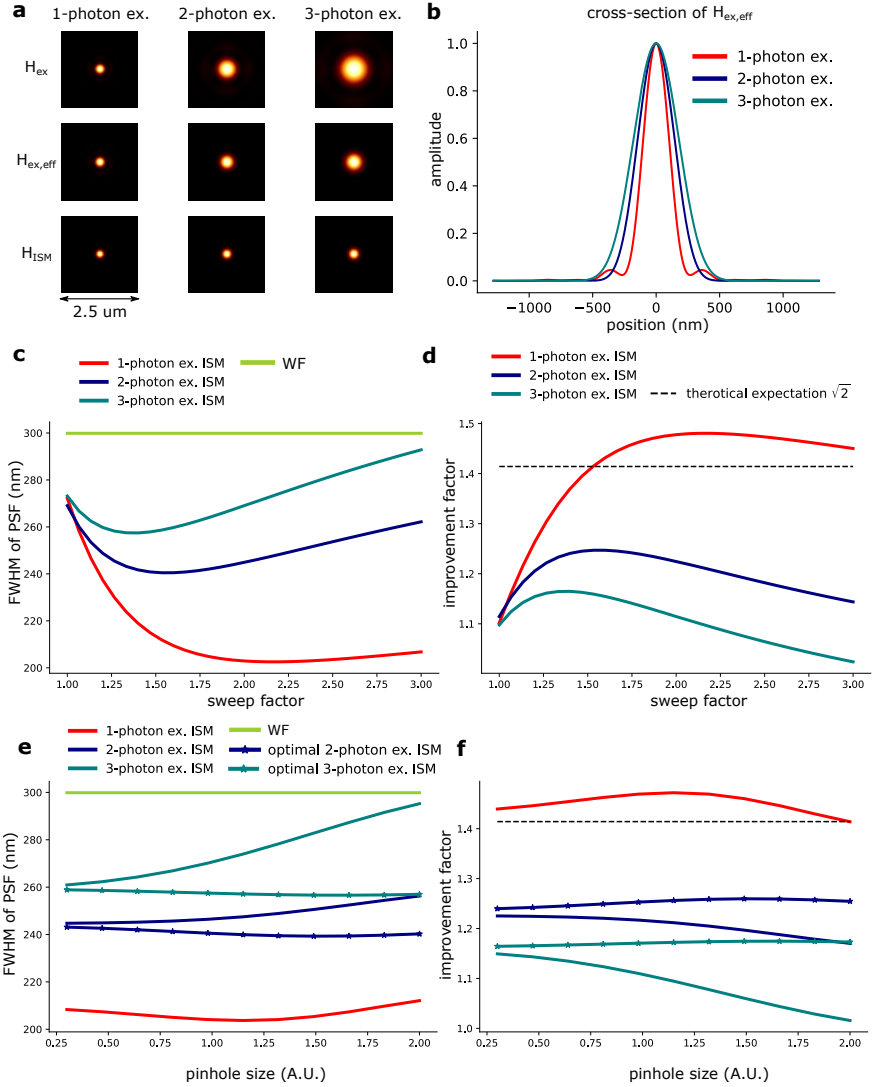 a
1-photon ex. 2-photon ex. 3-photon ex.
H_ex
H_ex,eff
H_ISM
2.5 um
b
cross-section of H_ex,eff
1-photon ex.
2-photon ex.
3-photon ex.
amplitude
1.0
0.8
0.6
0.4
0.2
0.0
−1000 −500 0 500 1000
position (nm)
c
1-photon ex. ISM
2-photon ex. ISM
3-photon ex. ISM
WF
FWHM of PSF (nm)
300
280
260
240
220
200
1.00 1.25 1.50 1.75 2.00 2.25 2.50 2.75 3.00
sweep factor
d
1-photon ex. ISM
2-photon ex. ISM
3-photon ex. ISM
therotical expectation √2
improvement factor
1.5
1.4
1.3
1.2
1.1
1.00 1.25 1.50 1.75 2.00 2.25 2.50 2.75 3.00
sweep factor
e
1-photon ex. ISM
2-photon ex. ISM
3-photon ex. ISM
WF
optimal 2-photon ex. ISM
optimal 3-photon ex. ISM
FWHM of PSF (nm)
300
280
260
240
220
200
0.25 0.50 0.75 1.00 1.25 1.50 1.75 2.00
pinhole size (A.U.)
f
improvement factor
1.4
1.3
1.2
1.1
1.0
0.25 0.50 0.75 1.00 1.25 1.50 1.75 2.00
pinhole size (A.U.)